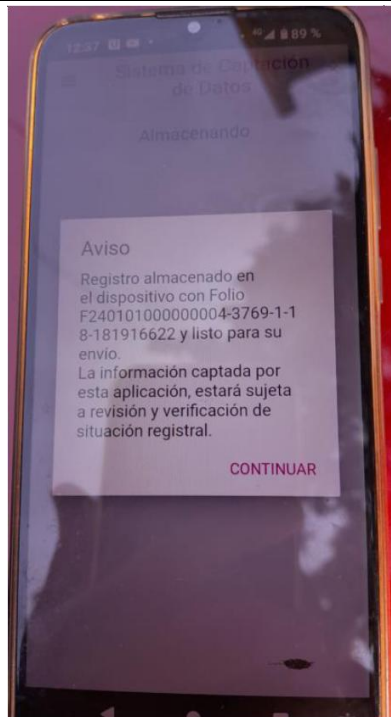 12:37
4G 89 %
Sistema de Captación
de Datos
Almacenando
Aviso
Registro almacenado en
el dispositivo con Folio
F240101000000004-3769-1-1
8-181916622 y listo para su
envío.
La información captada por
esta aplicación, estará sujeta
a revisión y verificación de
situación registral.
CONTINUAR